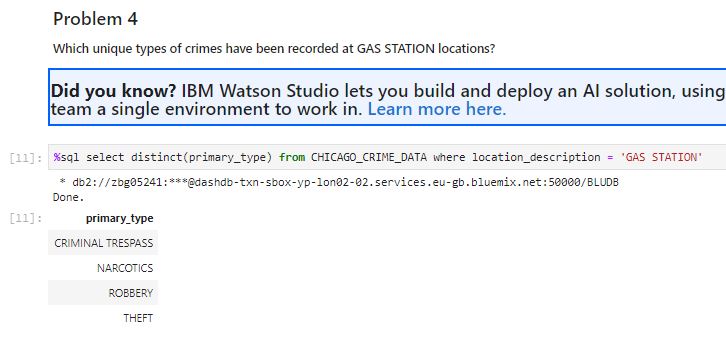 Problem 4
Which unique types of crimes have been recorded at GAS STATION locations?
Did you know? IBM Watson Studio lets you build and deploy an AI solution, using
team a single environment to work in. Learn more here.
[11]: %sql select distinct(primary_type) from CHICAGO_CRIME_DATA where location_description = 'GAS STATION'
* db2://zbg05241:***@dashdb-txn-sbox-yp-lon02-02.services.eu-gb.bluemix.net:50000/BLUDB
Done.
[11]: primary_type
CRIMINAL TRESPASS
NARCOTICS
ROBBERY
THEFT